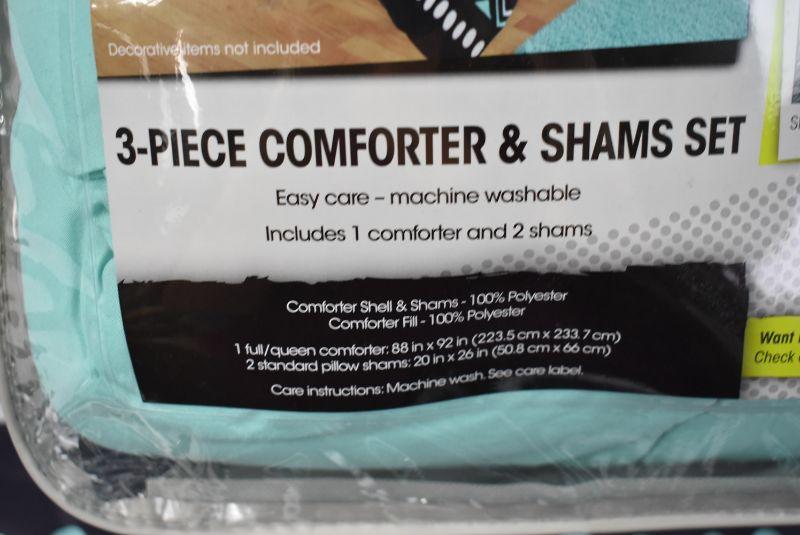 Decorative items not included
3-PIECE COMFORTER & SHAMS SET
Easy care – machine washable
Includes 1 comforter and 2 shams
Comforter Shell & Shams - 100% Polyester
Comforter Fill - 100% Polyester
1 full/queen comforter: 88 in x 92 in (223.5 cm x 233.7 cm)
2 standard pillow shams: 20 in x 26 in (50.8 cm x 66 cm)
Care instructions: Machine wash. See care label.
Want
Check